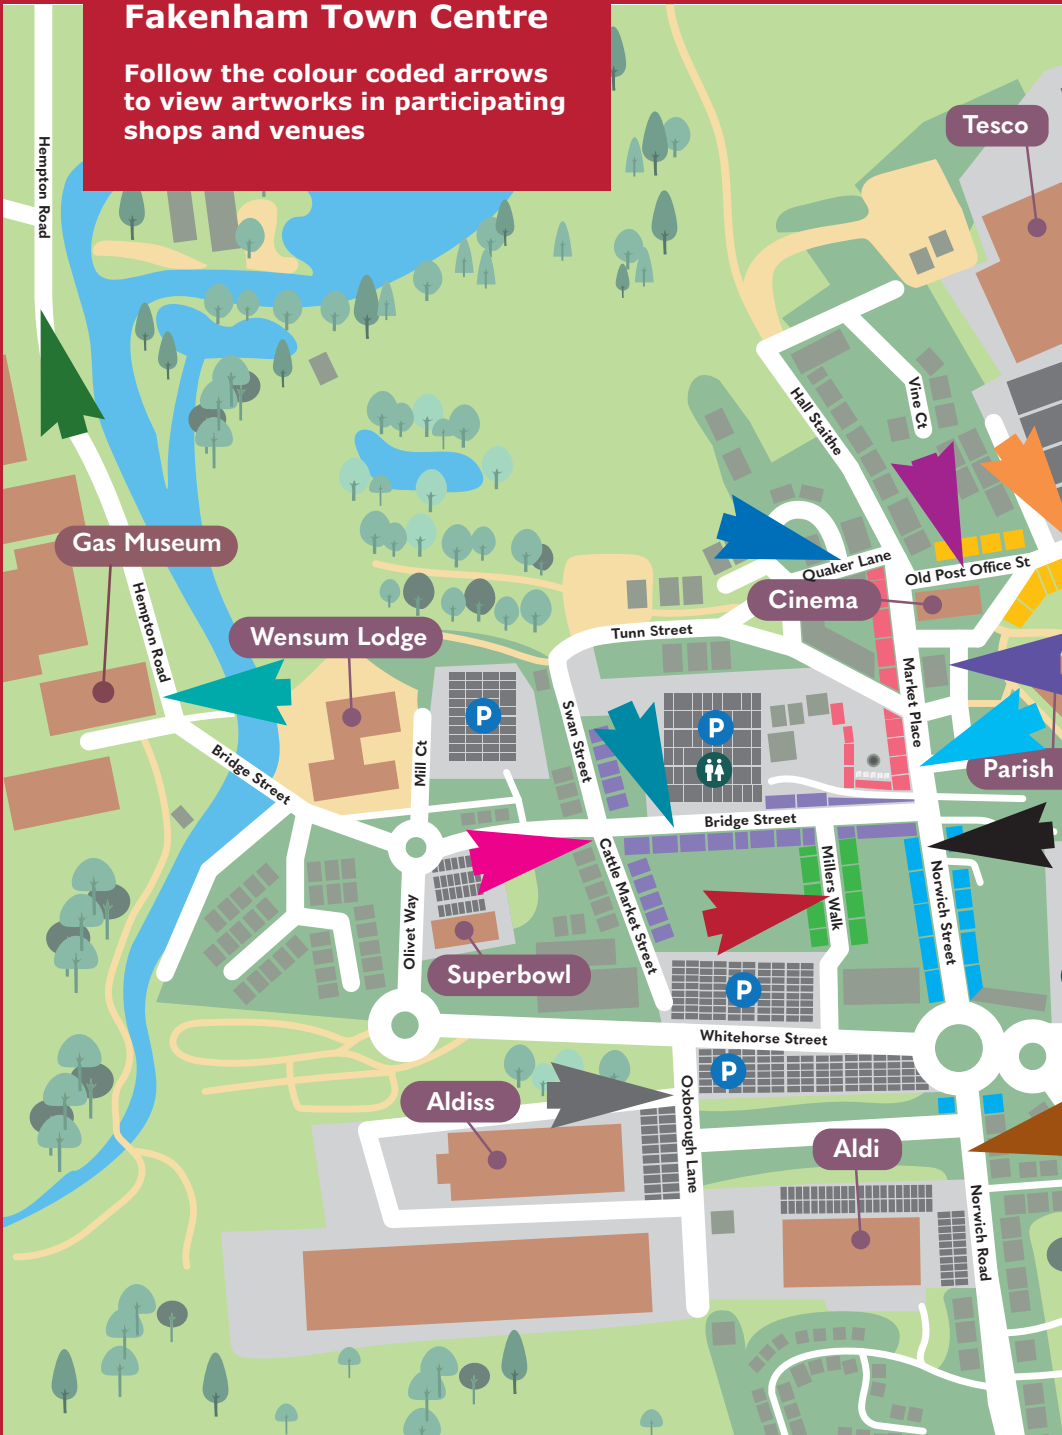 Fakenham Town Centre
Follow the colour coded arrows
to view artworks in participating
shops and venues
Tesco
Hempton Road
Vine Ct
Hall Staithe
Gas Museum
Quaker Lane
Old Post Office St
Cinema
Hempton Road
Wensum Lodge
Tunn Street
Market Place
P
P
Swan Street
Mill Ct
Bridge Street
Parish
Bridge Street
Cattle Market Street
Millers Walk
Norwich Street
Olivet Way
Superbowl
P
Whitehorse Street
P
Aldiss
Oxborough Lane
Aldi
Norwich Road